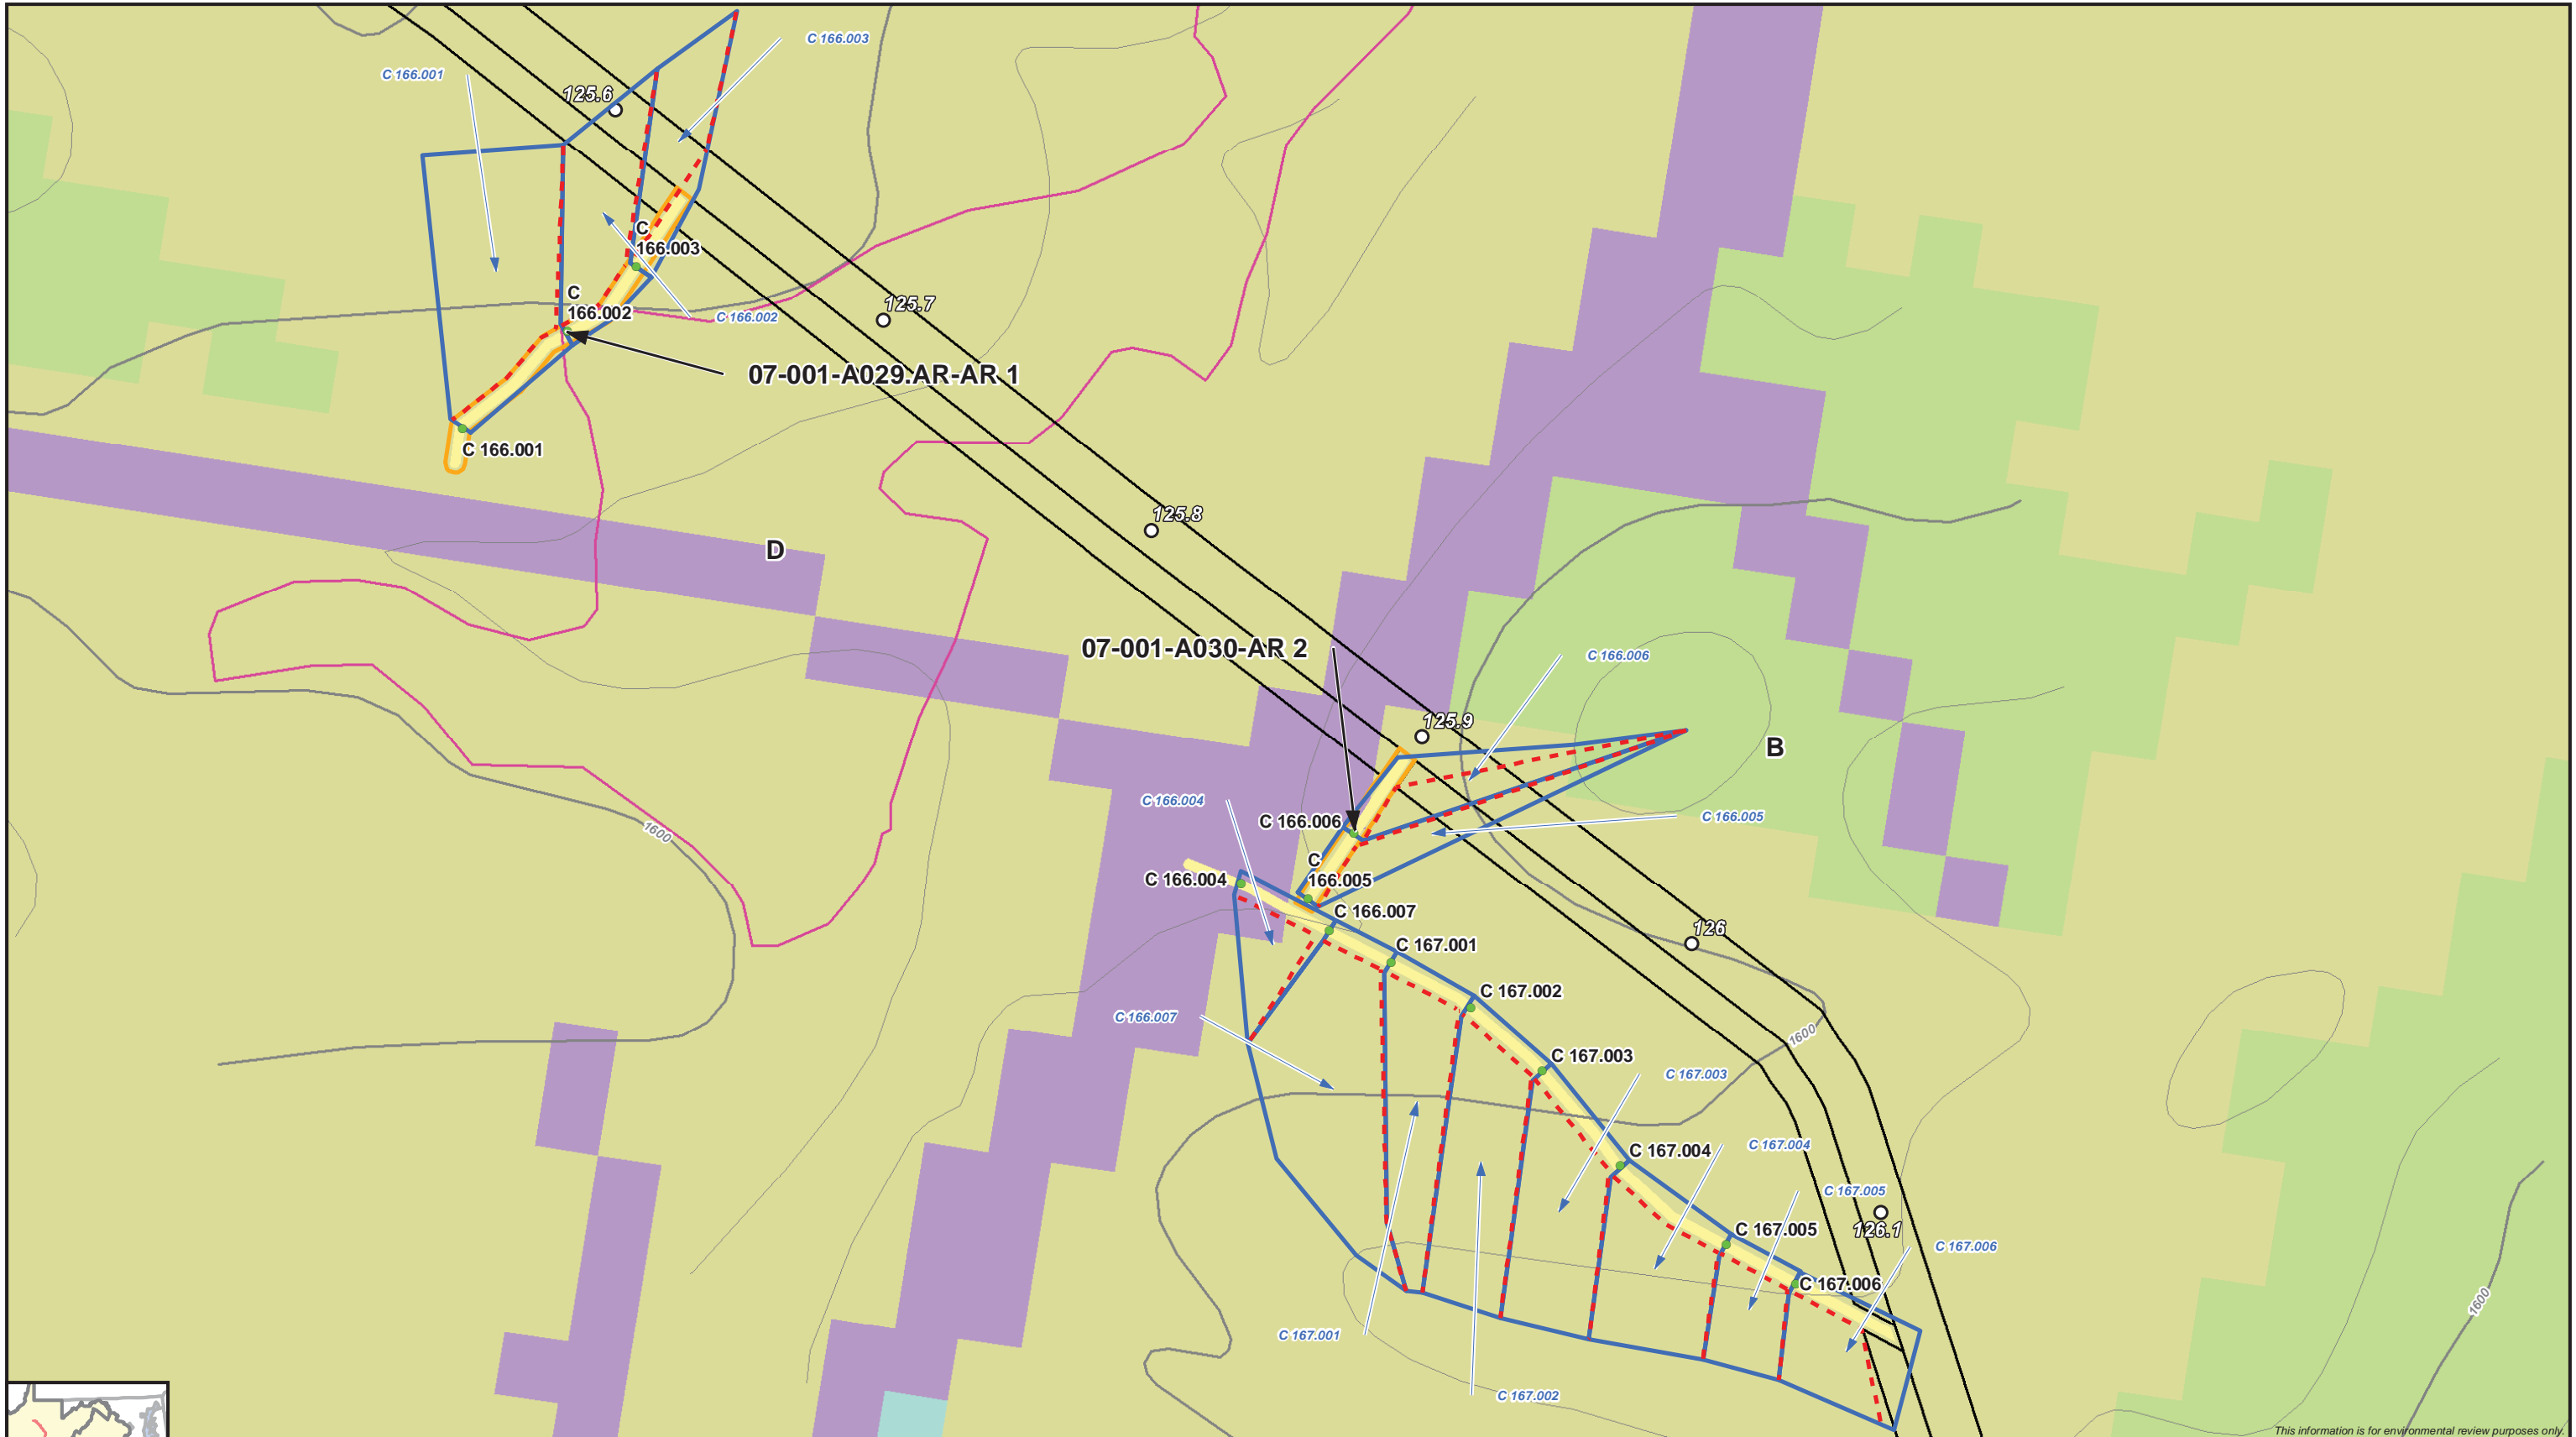 C 166.003
C 166.001
125.6
C
166.003
C
166.002
C 166.002
125.7
07-001-A029.AR-AR 1
C 166.001
125.8
D
07-001-A030-AR 2
C 166.006
125.9
B
C 166.004
C 166.006
C 166.005
1600
C
166.005
C 166.004
C 166.007
126
C 167.001
C 167.002
C 166.007
1600
C 167.003
C 167.003
C 167.004
C 167.004
C 167.005
C 167.005
126.1
C 167.006
C 167.006
1600
C 167.001
C 167.002
This information is for environmental review purposes only.